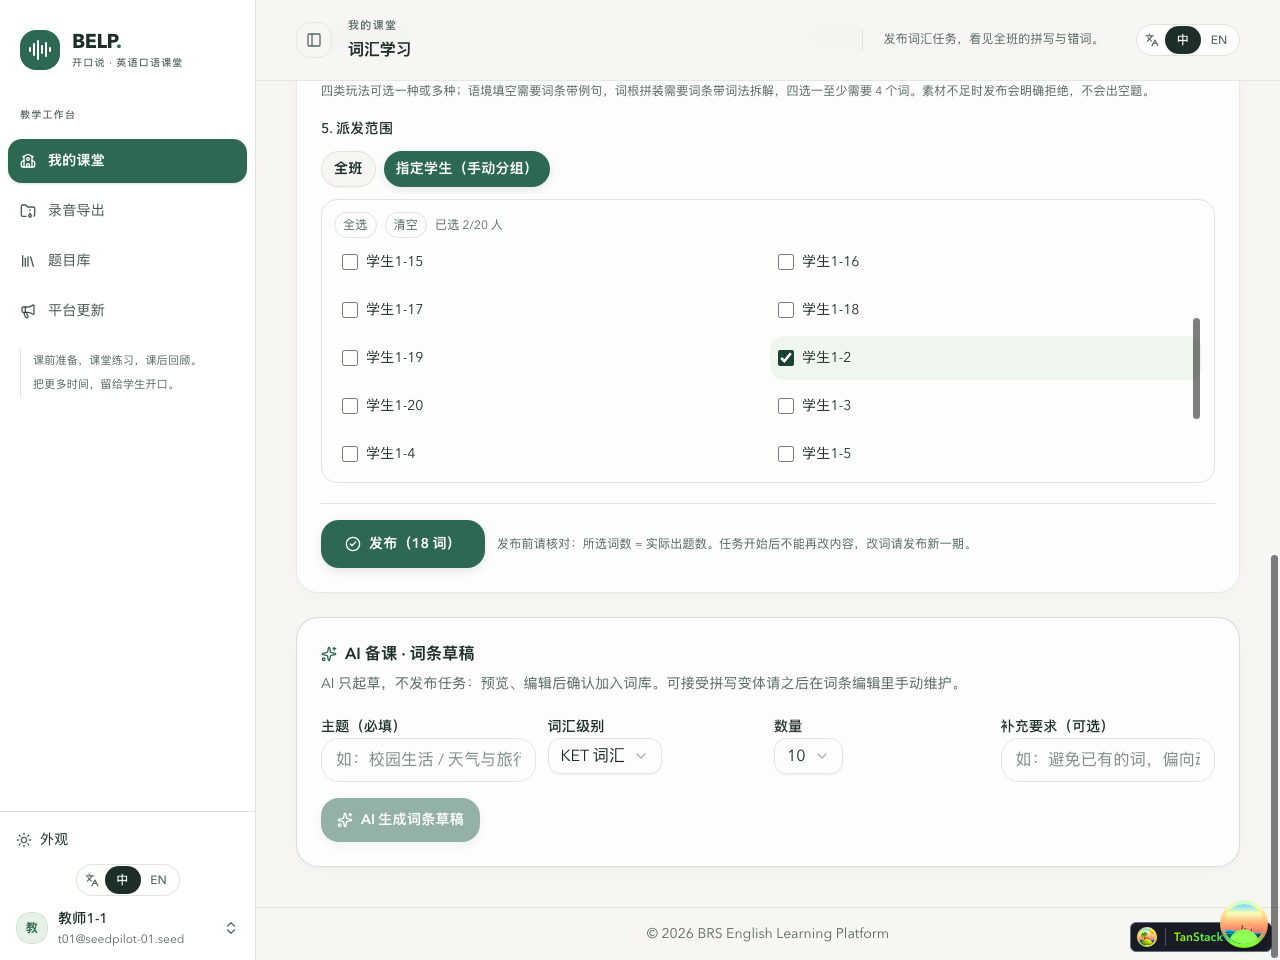 BELP.
开口说 · 英语口语课堂
教学工作台
我的课堂
录音导出
题目库
平台更新
课前准备，课堂练习，课后回顾。
把更多时间，留给学生开口。
外观
中 EN
教
教师1-1
t01@seedpilot-01.seed
我的课堂
词汇学习
发布词汇任务，看见全班的拼写与错词。
中 EN
四类玩法可选一种或多种；语境填空需要词条带例句，词根拼装需要词条带词法拆解，四选一至少需要 4 个词。素材不足时发布会明确拒绝，不会出空题。
5. 派发范围
全班 指定学生（手动分组）
全选 清空 已选 2/20 人
学生1-15 学生1-16
学生1-17 学生1-18
学生1-19 学生1-2
学生1-20 学生1-3
学生1-4 学生1-5
发布（18 词） 发布前请核对：所选词数 = 实际出题数。任务开始后不能再改内容，改词请发布新一期。
AI 备课 · 词条草稿
AI 只起草，不发布任务：预览、编辑后确认加入词库。可接受拼写变体请之后在词条编辑里手动维护。
主题（必填） 词汇级别 数量 补充要求（可选）
如：校园生活 / 天气与旅行 KET 词汇 10 如：避免已有的词，偏向
AI 生成词条草稿
© 2026 BRS English Learning Platform
TanStack